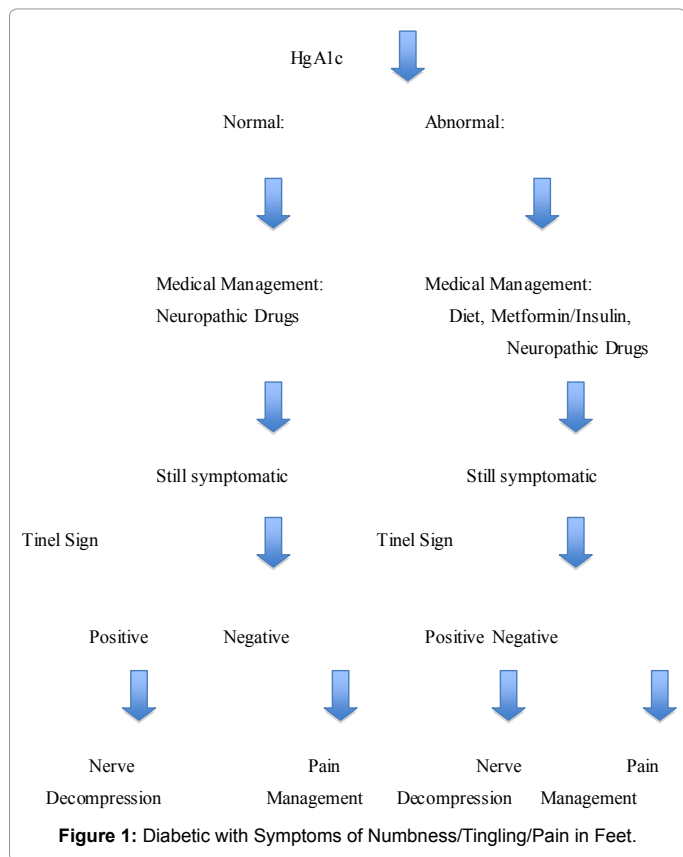 HgA1c
Normal: Abnormal:
Medical Management: Medical Management:
Neuropathic Drugs Diet, Metformin/Insulin,
Neuropathic Drugs
Still symptomatic Still symptomatic
Tinel Sign Tinel Sign
Positive Negative Positive Negative
Nerve Pain Nerve Pain
Decompression Management Decompression Management
Figure 1: Diabetic with Symptoms of Numbness/Tingling/Pain in Feet.